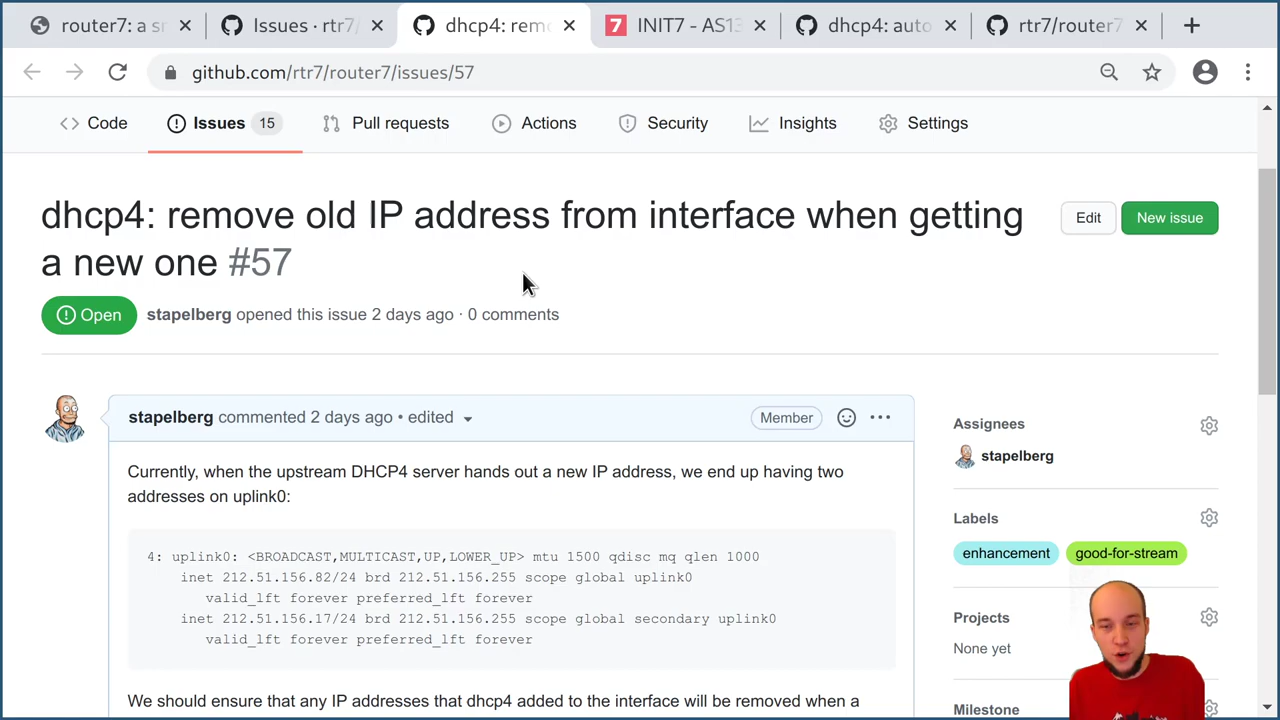 router7: a sn
Issues · rtr7/
dhcp4: remo
7 INIT7 - AS13
dhcp4: auto
rtr7/router7
github.com/rtr7/router7/issues/57
Code
Issues 15
Pull requests
Actions
Security
Insights
Settings
dhcp4: remove old IP address from interface when getting
a new one #57
Edit
New issue
Open
stapelberg opened this issue 2 days ago · 0 comments
stapelberg commented 2 days ago • edited
Member
Currently, when the upstream DHCP4 server hands out a new IP address, we end up having two
addresses on uplink0:
4: uplink0: <BROADCAST,MULTICAST,UP,LOWER_UP> mtu 1500 qdisc mq qlen 1000
inet 212.51.156.82/24 brd 212.51.156.255 scope global uplink0
valid_lft forever preferred_lft forever
inet 212.51.156.17/24 brd 212.51.156.255 scope global secondary uplink0
valid_lft forever preferred_lft forever
We should ensure that any IP addresses that dhcp4 added to the interface will be removed when a
Assignees
stapelberg
Labels
enhancement
good-for-stream
Projects
None yet
Milestone